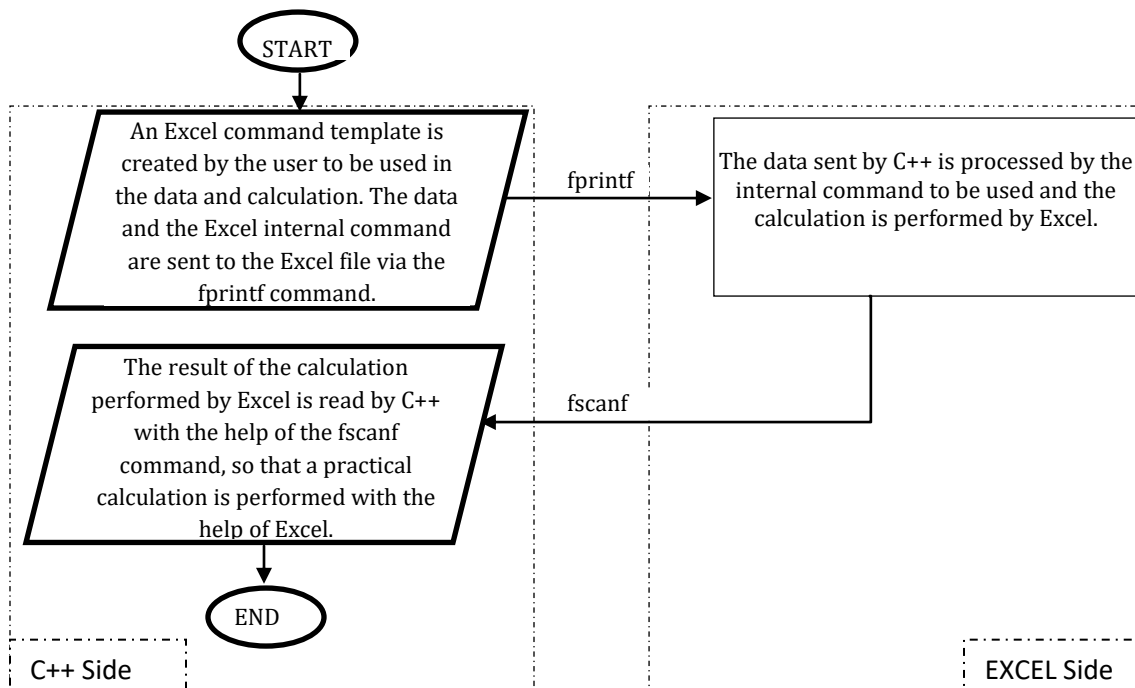 START
An Excel command template is
created by the user to be used in
the data and calculation. The data
and the Excel internal command
are sent to the Excel file via the
fprintf command.
fprintf
The data sent by C++ is processed by the
internal command to be used and the
calculation is performed by Excel.
The result of the calculation
performed by Excel is read by C++
with the help of the fscanf
command, so that a practical
calculation is performed with the
help of Excel.
fscanf
END
C++ Side
EXCEL Side